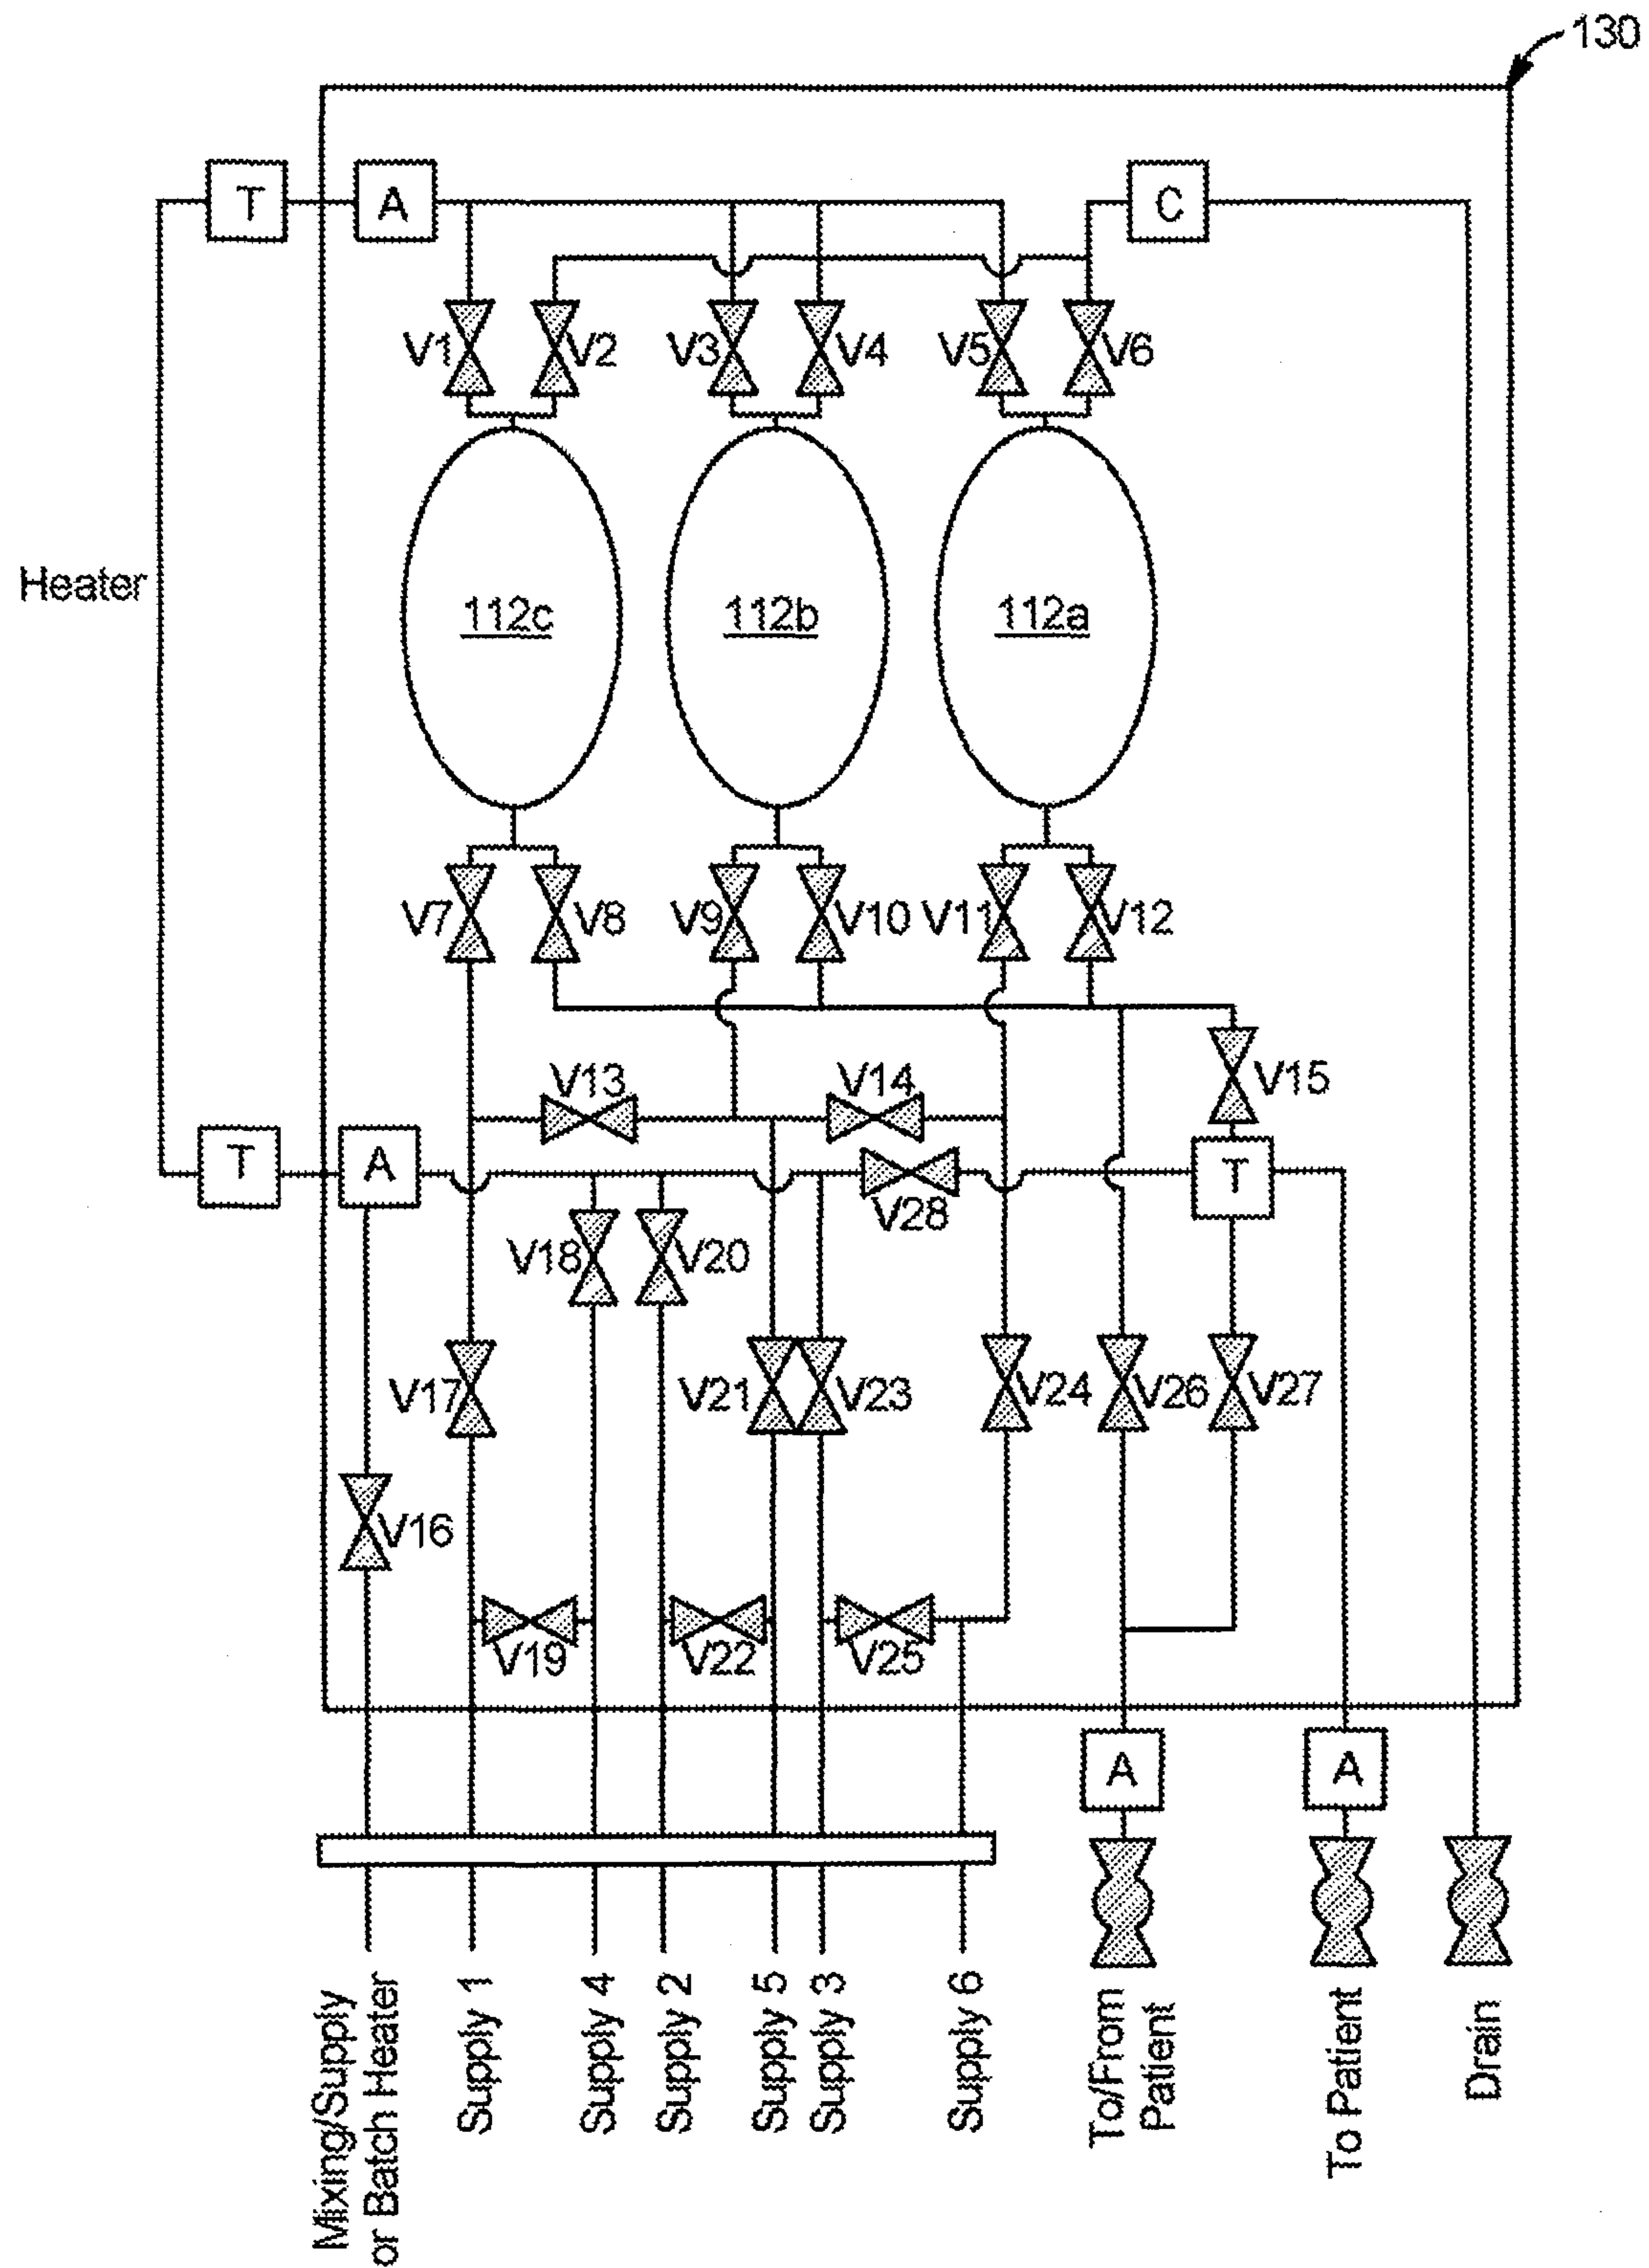 130
T
A
C
V1
V2
V3
V4
V5
V6
Heater
112c
112b
112a
V7
V8
V9
V10
V11
V12
V13
V14
V15
T
A
T
V28
V18
V20
V17
V21
V23
V24
V26
V27
V16
V19
V22
V25
A
A
Mixing/Supply
or Batch Heater
Supply 1
Supply 4
Supply 2
Supply 5
Supply 3
Supply 6
To/From
Patient
To Patient
Drain